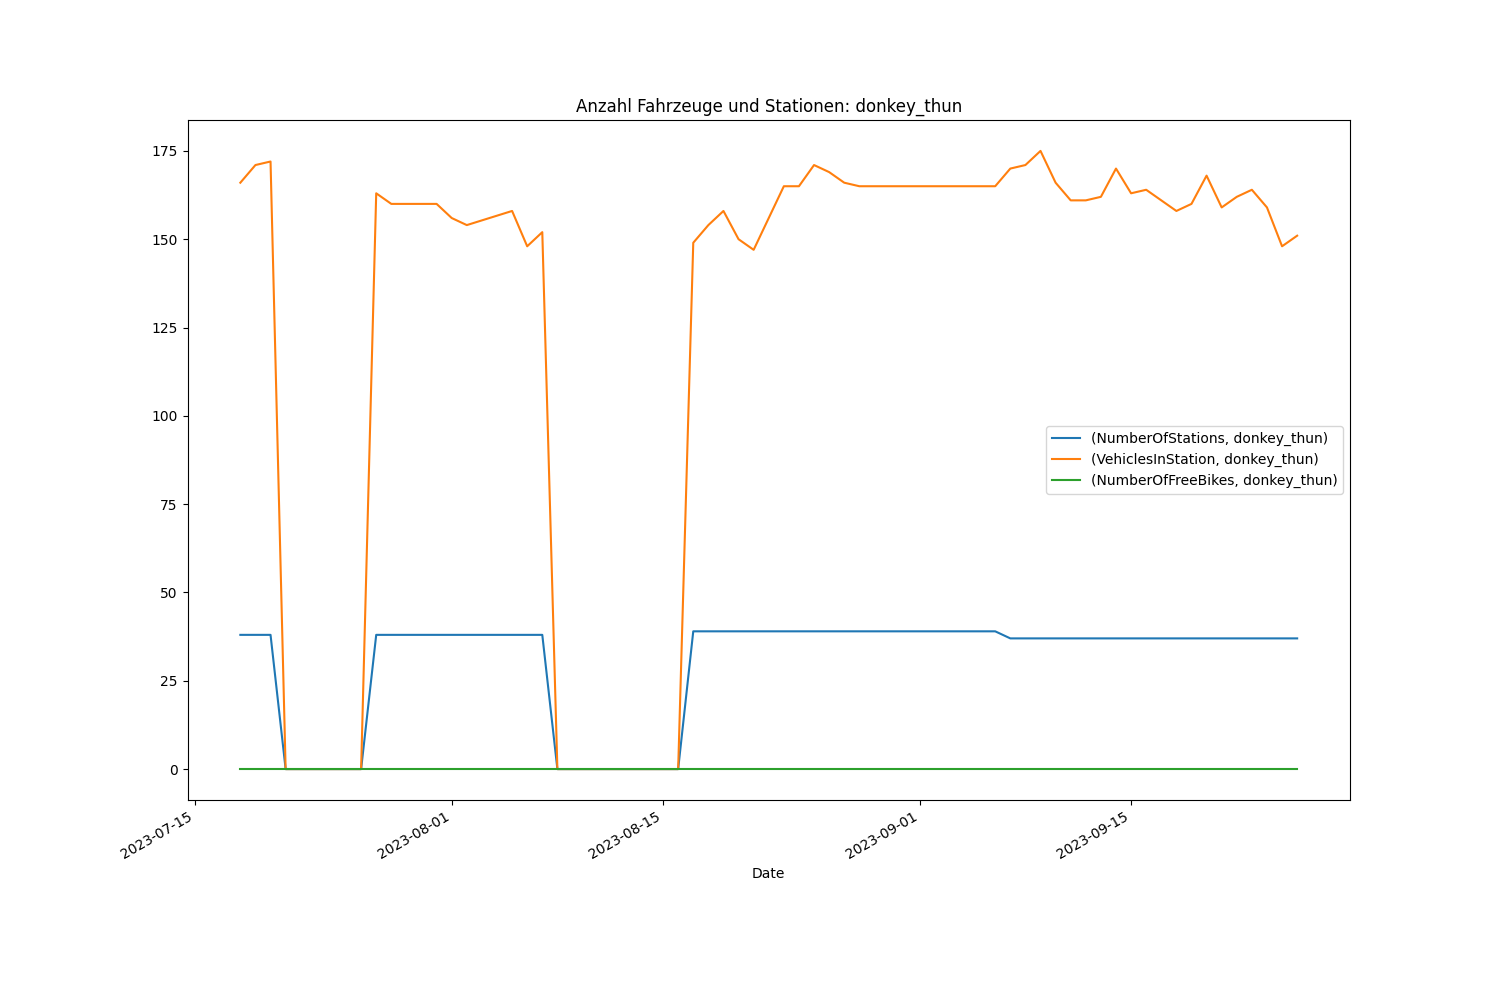 Anzahl Fahrzeuge und Stationen: donkey_thun
175
150
125
100
75
50
25
0
(NumberOfStations, donkey_thun)
(VehiclesInStation, donkey_thun)
(NumberOfFreeBikes, donkey_thun)
2023-07-15
2023-08-01
2023-08-15
2023-09-01
2023-09-15
Date